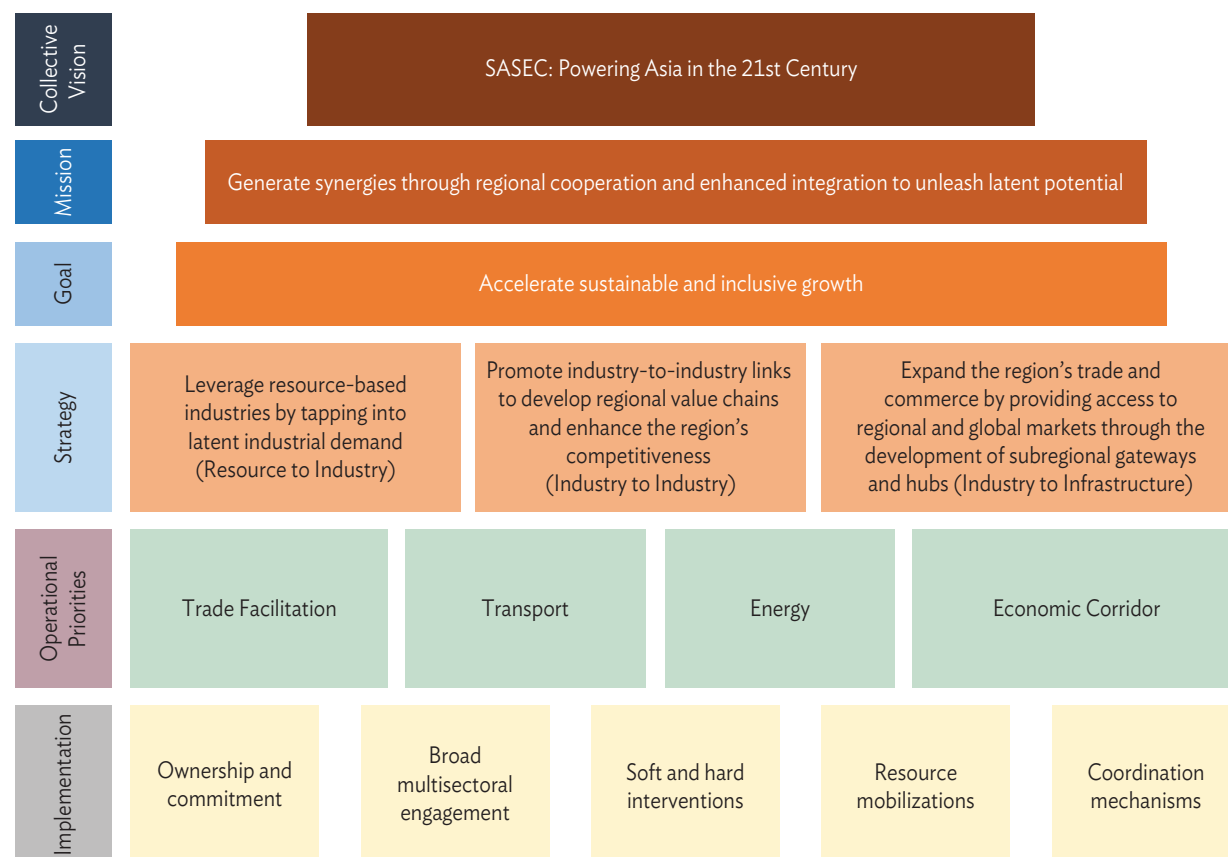 Collective
Vision
SASEC: Powering Asia in the 21st Century
Mission
Generate synergies through regional cooperation and enhanced integration to unleash latent potential
Goal
Accelerate sustainable and inclusive growth
Strategy
Leverage resource-based
industries by tapping into
latent industrial demand
(Resource to Industry)
Promote industry-to-industry links
to develop regional value chains
and enhance the region’s
competitiveness
(Industry to Industry)
Expand the region’s trade and
commerce by providing access to
regional and global markets through the
development of subregional gateways
and hubs (Industry to Infrastructure)
Operational
Priorities
Trade Facilitation
Transport
Energy
Economic Corridor
Implementation
Ownership and
commitment
Broad
multisectoral
engagement
Soft and hard
interventions
Resource
mobilizations
Coordination
mechanisms